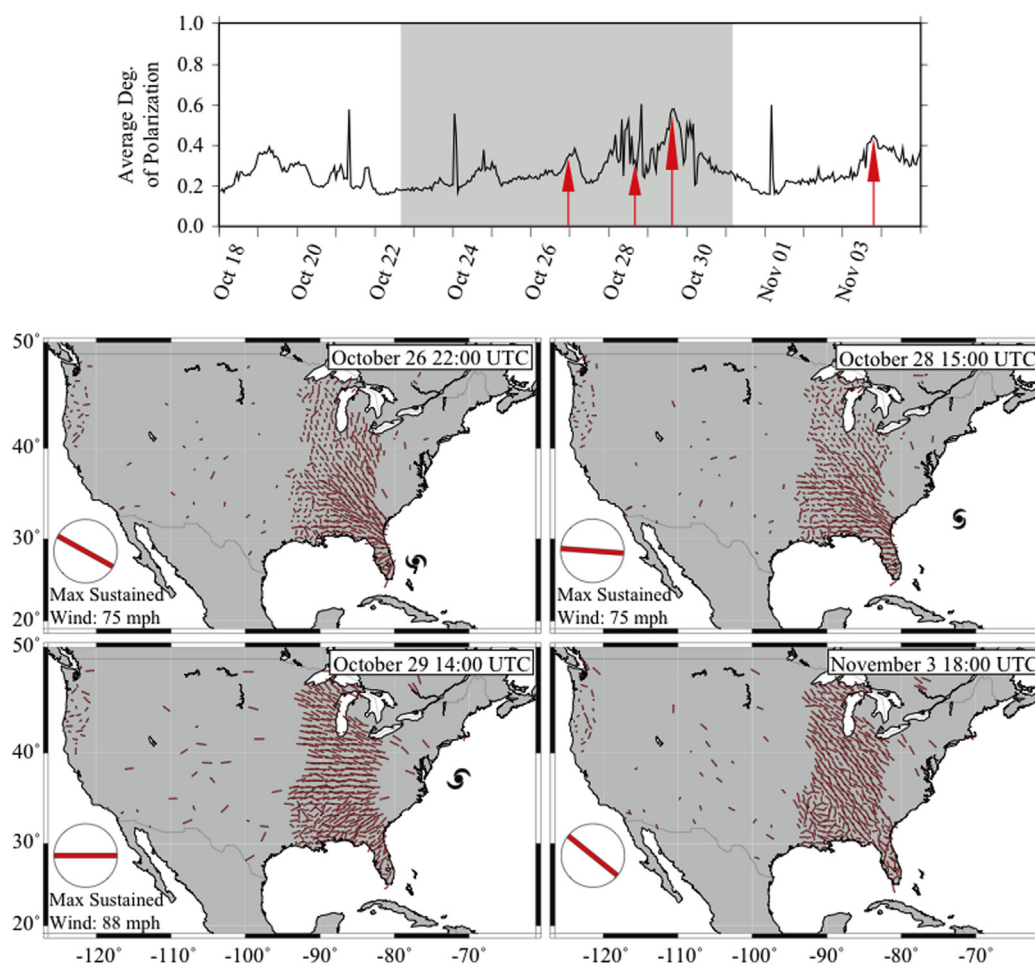 Average Deg.
of Polarization
1.0
0.8
0.6
0.4
0.2
0.0
Oct 18
Oct 20
Oct 22
Oct 24
Oct 26
Oct 28
Oct 30
Nov 01
Nov 03
50°
40°
30°
20°
October 26 22:00 UTC
Max Sustained
Wind: 75 mph
October 28 15:00 UTC
Max Sustained
Wind: 75 mph
50°
40°
30°
20°
October 29 14:00 UTC
Max Sustained
Wind: 88 mph
November 3 18:00 UTC
-120 -110 -100 -90 -80 -70
-120 -110 -100 -90 -80 -70